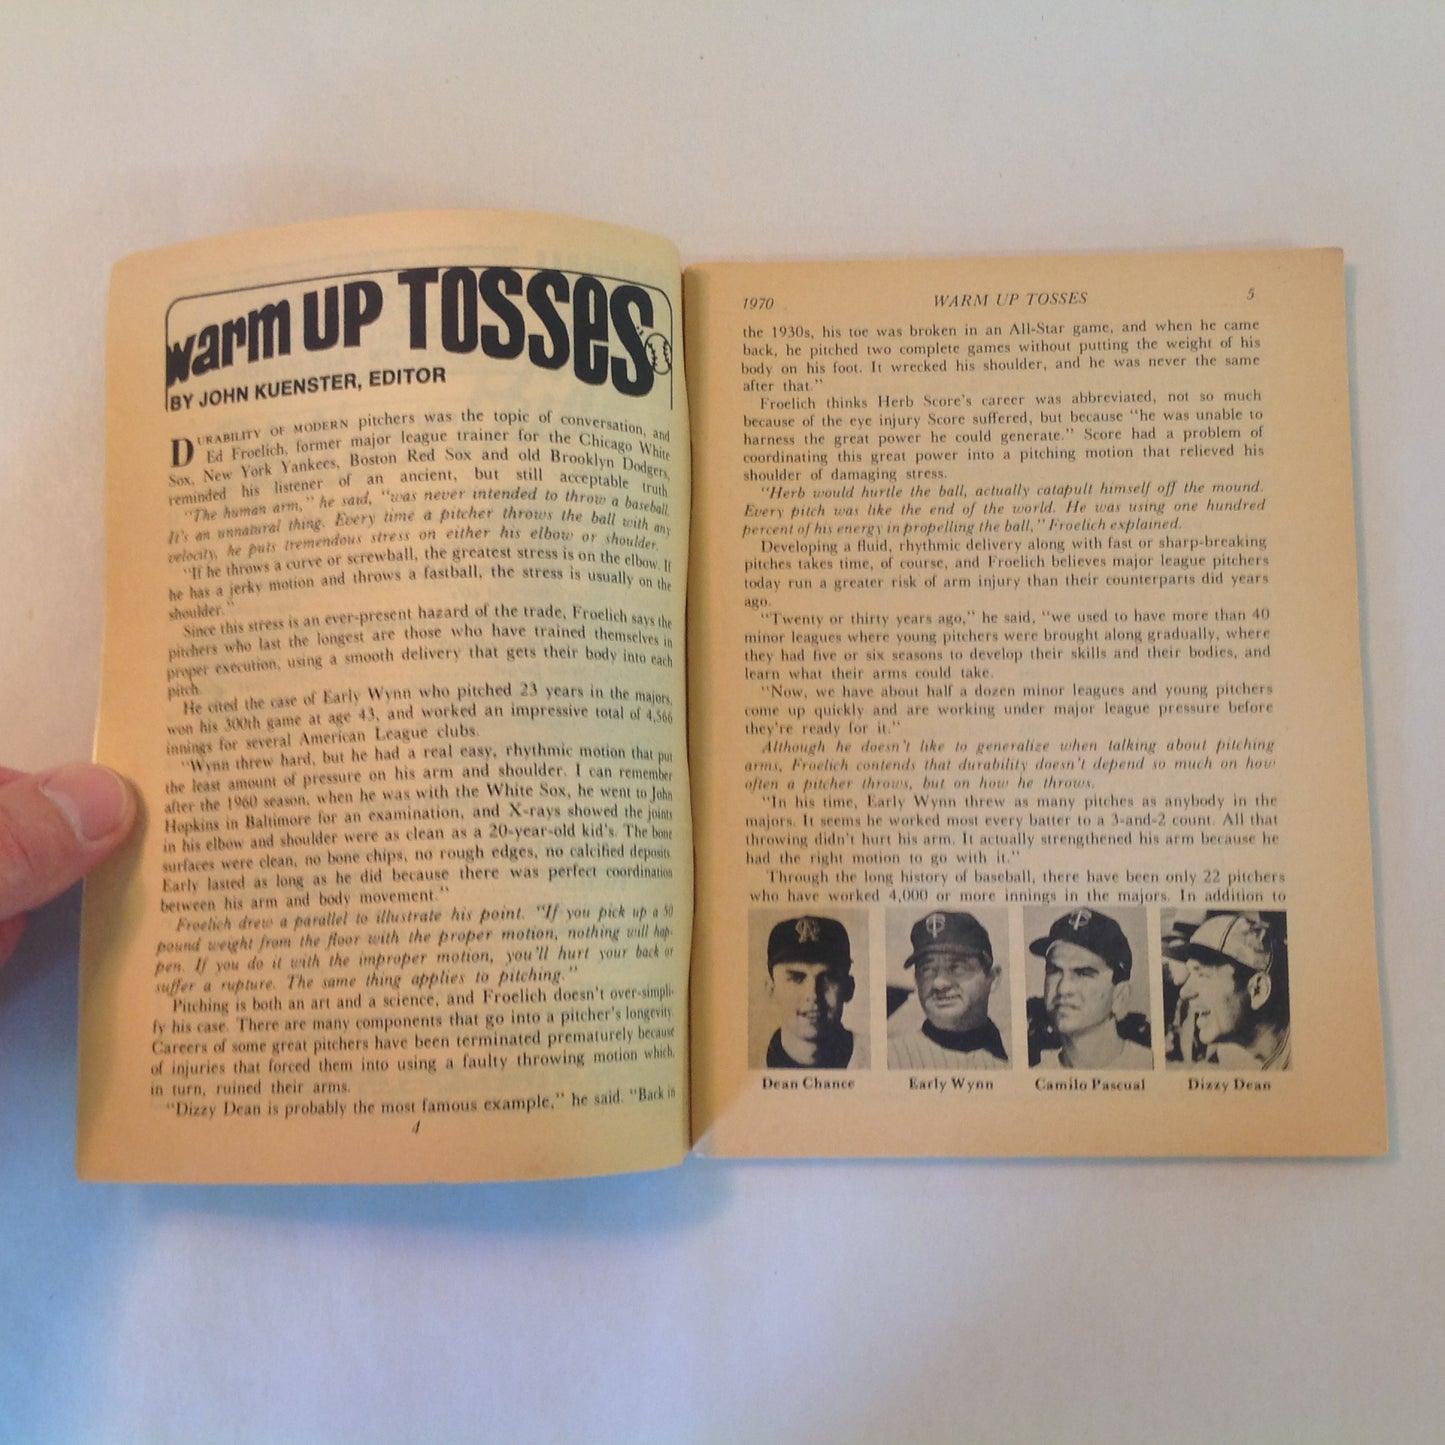 warm UP TOSSES
BY JOHN KUENSTER, EDITOR
DURABILITY OF MODERN pitchers was the topic of conversation, and
Ed Froelich, former major league trainer for the Chicago White
Sox, New York Yankees, Boston Red Sox and old Brooklyn Dodgers,
reminded his listener of an ancient, but still acceptable truth.
"The human arm," he said, "was never intended to throw a baseball.
It's an unnatural thing. Every time a pitcher throws the ball with any
velocity, he puts tremendous stress on either his elbow or shoulder.
"If he throws a curve or screwball, the greatest stress is on the elbow. If
he has a jerky motion and throws a fastball, the stress is usually on the
shoulder."
Since this stress is an ever-present hazard of the trade, Froelich says the
pitchers who last the longest are those who have trained themselves in
proper execution, using a smooth delivery that gets their body into each
pitch.
He cited the case of Early Wynn who pitched 23 years in the majors,
won his 300th game at age 43, and worked an impressive total of 4,566
innings for several American League clubs.
"Wynn threw hard, but he had a real easy, rhythmic motion that put
the least amount of pressure on his arm and shoulder. I can remember
after the 1960 season, when he was with the White Sox, he went to John
Hopkins in Baltimore for an examination, and X-rays showed the joints
in his elbow and shoulder were as clean as a 20-year-old kid's. The bone
surfaces were clean, no bone chips, no rough edges, no calcified deposits.
Early lasted as long as he did because there was perfect coordination
between his arm and body movement."
Froelich drew a parallel to illustrate his point. "If you pick up a 50
pound weight from the floor with the proper motion, nothing will hap-
pen. If you do it with the improper motion, you'll hurt your back or
suffer a rupture. The same thing applies to pitching."
Pitching is both an art and a science, and Froelich doesn't over-simpli-
fy his case. There are many components that go into a pitcher's longevity.
Careers of some great pitchers have been terminated prematurely because
of injuries that forced them into using a faulty throwing motion which,
in turn, ruined their arms.
"Dizzy Dean is probably the most famous example," he said. "Back in
4
1970 WARM UP TOSSES 5
the 1930s, his toe was broken in an All-Star game, and when he came
back, he pitched two complete games without putting the weight of his
body on his foot. It wrecked his shoulder, and he was never the same
after that."
Froelich thinks Herb Score's career was abbreviated, not so much
because of the eye injury Score suffered, but because "he was unable to
harness the great power he could generate." Score had a problem of
coordinating this great power into a pitching motion that relieved his
shoulder of damaging stress.
"Herb would hurtle the ball, actually catapult himself off the mound.
Every pitch was like the end of the world. He was using one hundred
percent of his energy in propelling the ball," Froelich explained.
Developing a fluid, rhythmic delivery along with fast or sharp-breaking
pitches takes time, of course, and Froelich believes major league pitchers
today run a greater risk of arm injury than their counterparts did years
ago.
"Twenty or thirty years ago," he said, "we used to have more than 40
minor leagues where young pitchers were brought along gradually, where
they had five or six seasons to develop their skills and their bodies, and
learn what their arms could take.
"Now, we have about half a dozen minor leagues and young pitchers
come up quickly and are working under major league pressure before
they're ready for it."
Although he doesn't like to generalize when talking about pitching
arms, Froelich contends that durability doesn't depend so much on how
often a pitcher throws, but on how he throws.
"In his time, Early Wynn threw as many pitches as anybody in the
majors. It seems he worked most every batter to a 3-and-2 count. All that
throwing didn't hurt his arm. It actually strengthened his arm because he
had the right motion to go with it."
Through the long history of baseball, there have been only 22 pitchers
who have worked 4,000 or more innings in the majors. In addition to
Dean Chance Early Wynn Camilo Pascual Dizzy Dean